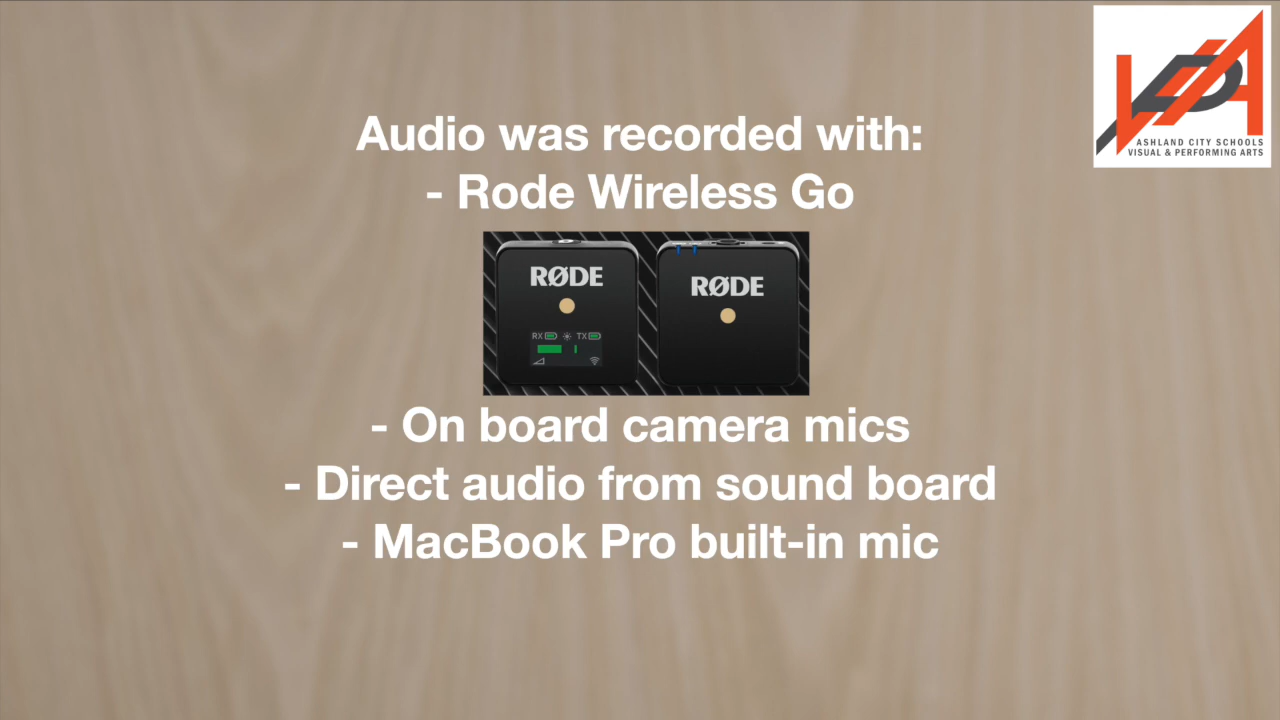 ASHLAND CITY SCHOOLS
VISUAL & PERFORMING ARTS
Audio was recorded with:
- Rode Wireless Go
RØDE
RØDE
RX TX
- On board camera mics
- Direct audio from sound board
- MacBook Pro built-in mic